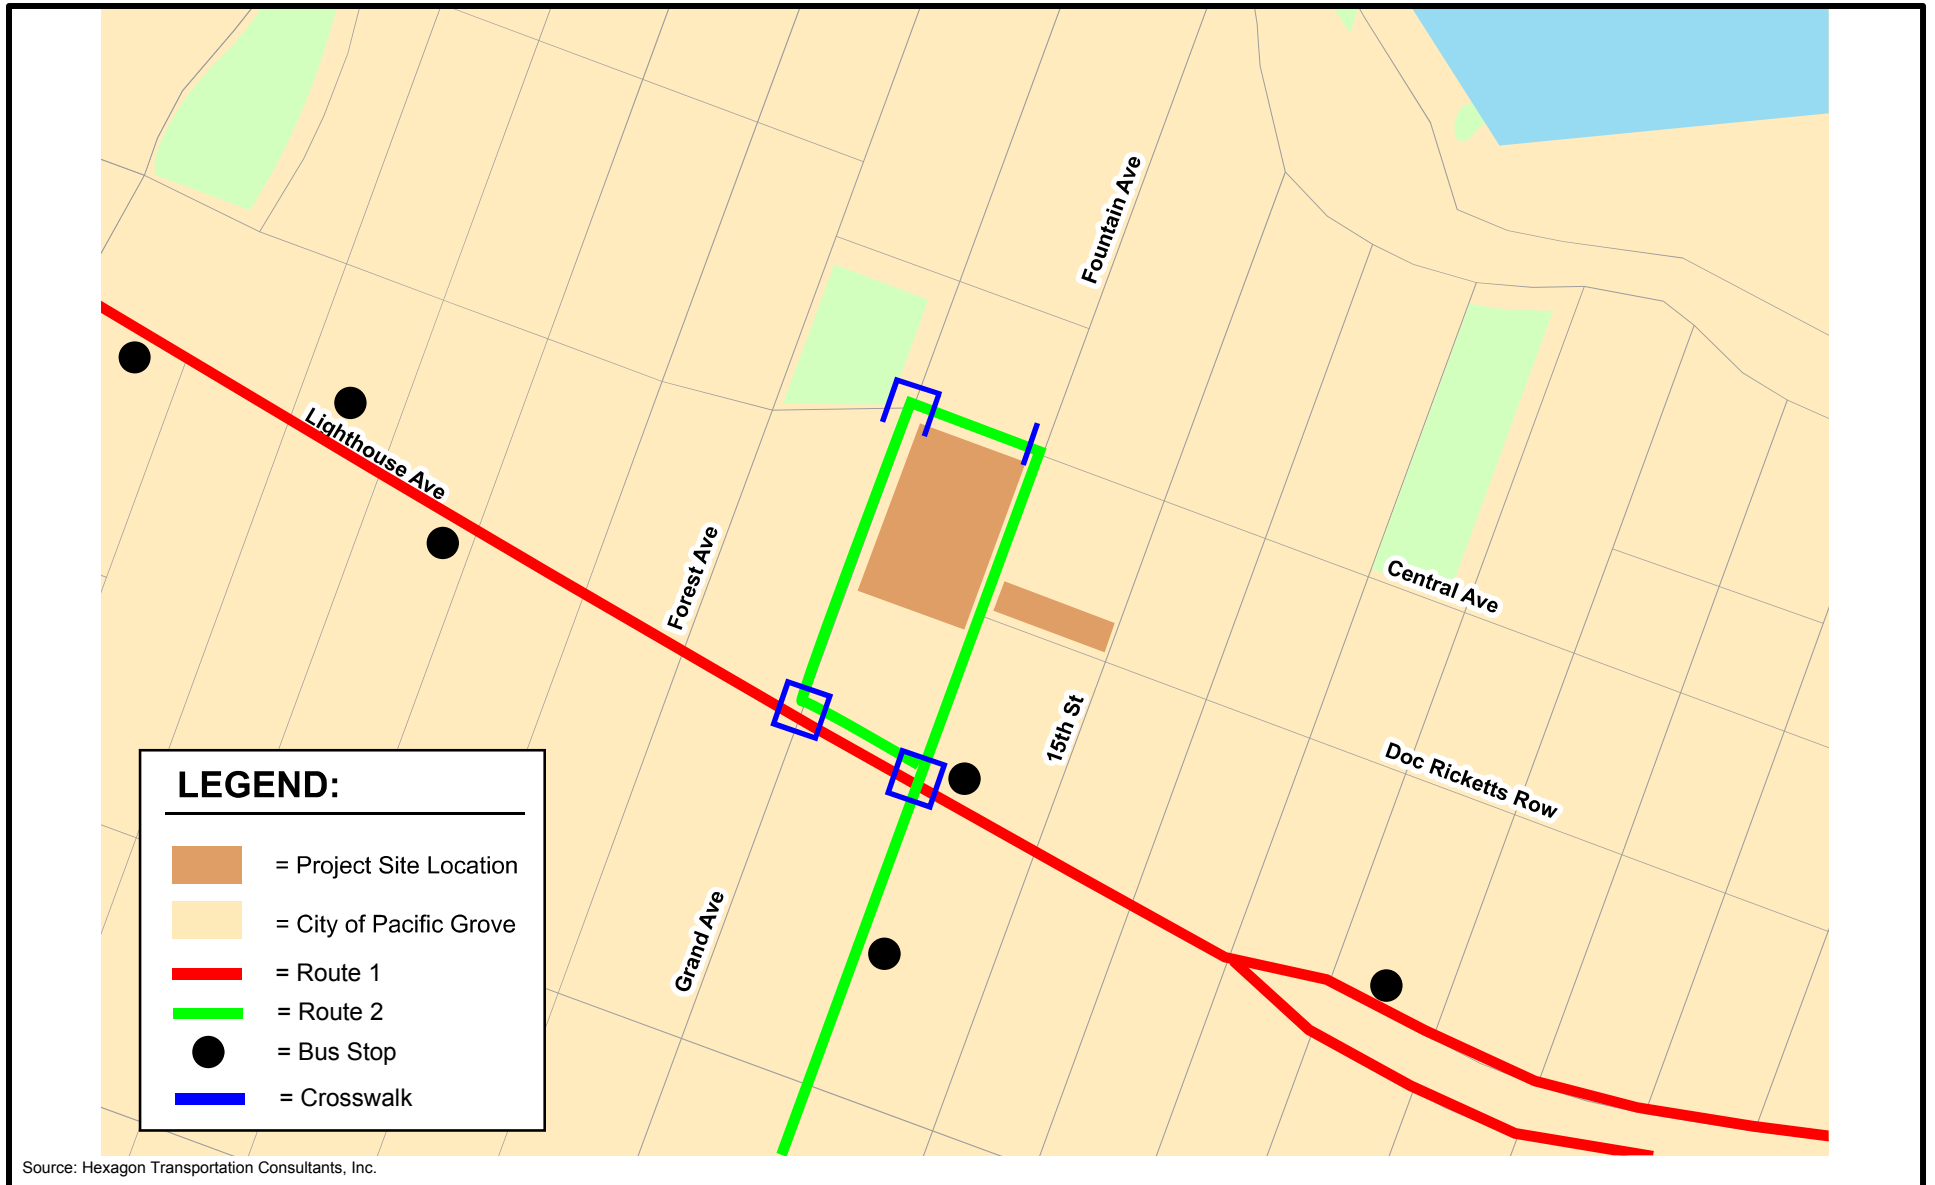 Fountain Ave
Lighthouse Ave
Forest Ave
Central Ave
15th St
Doc Ricketts Row
Grand Ave
LEGEND:
= Project Site Location
= City of Pacific Grove
= Route 1
= Route 2
= Bus Stop
= Crosswalk
Source: Hexagon Transportation Consultants, Inc.